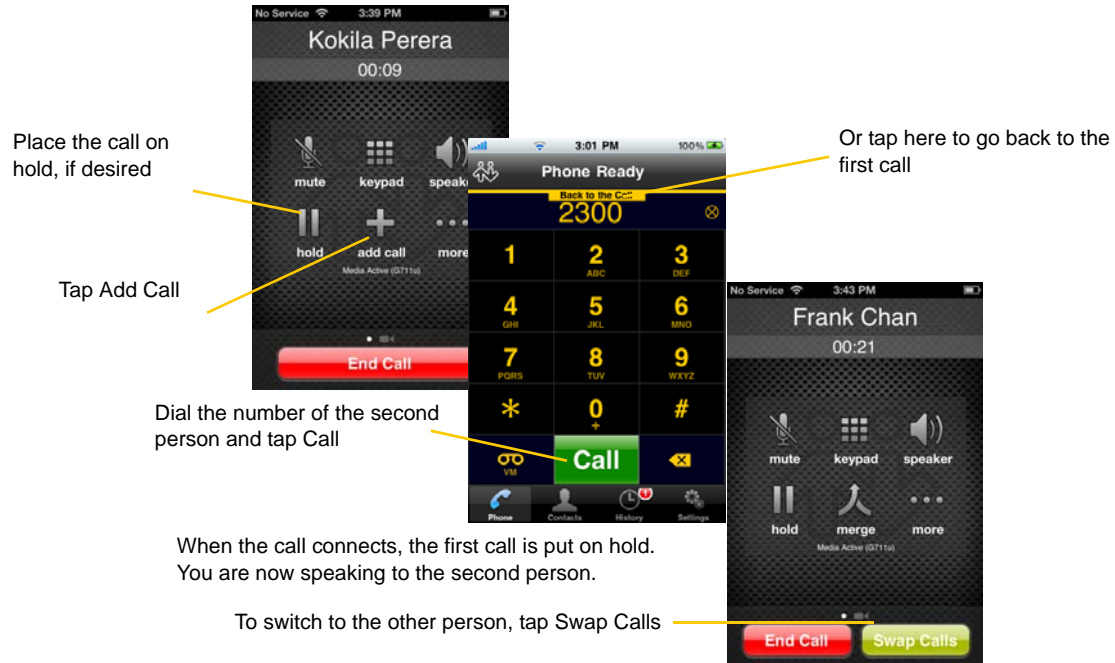 No Service 3:39 PM
Kokila Perera
00:09
Place the call on
hold, if desired
mute keypad speak
hold add call more
Media Active (G711u)
Tap Add Call
End Call
3:01 PM 100%
Phone Ready
Back to the Call
2300
Or tap here to go back to the
first call
1 2 3
ABC DEF
4 5 6
GHI JKL MNO
7 8 9
PQRS TUV WXYZ
* 0 #
+
VM Call
Phone Contacts History Settings
Dial the number of the second
person and tap Call
When the call connects, the first call is put on hold.
You are now speaking to the second person.
No Service 3:43 PM
Frank Chan
00:21
mute keypad speaker
hold merge more
Media Active (G711u)
To switch to the other person, tap Swap Calls
End Call Swap Calls